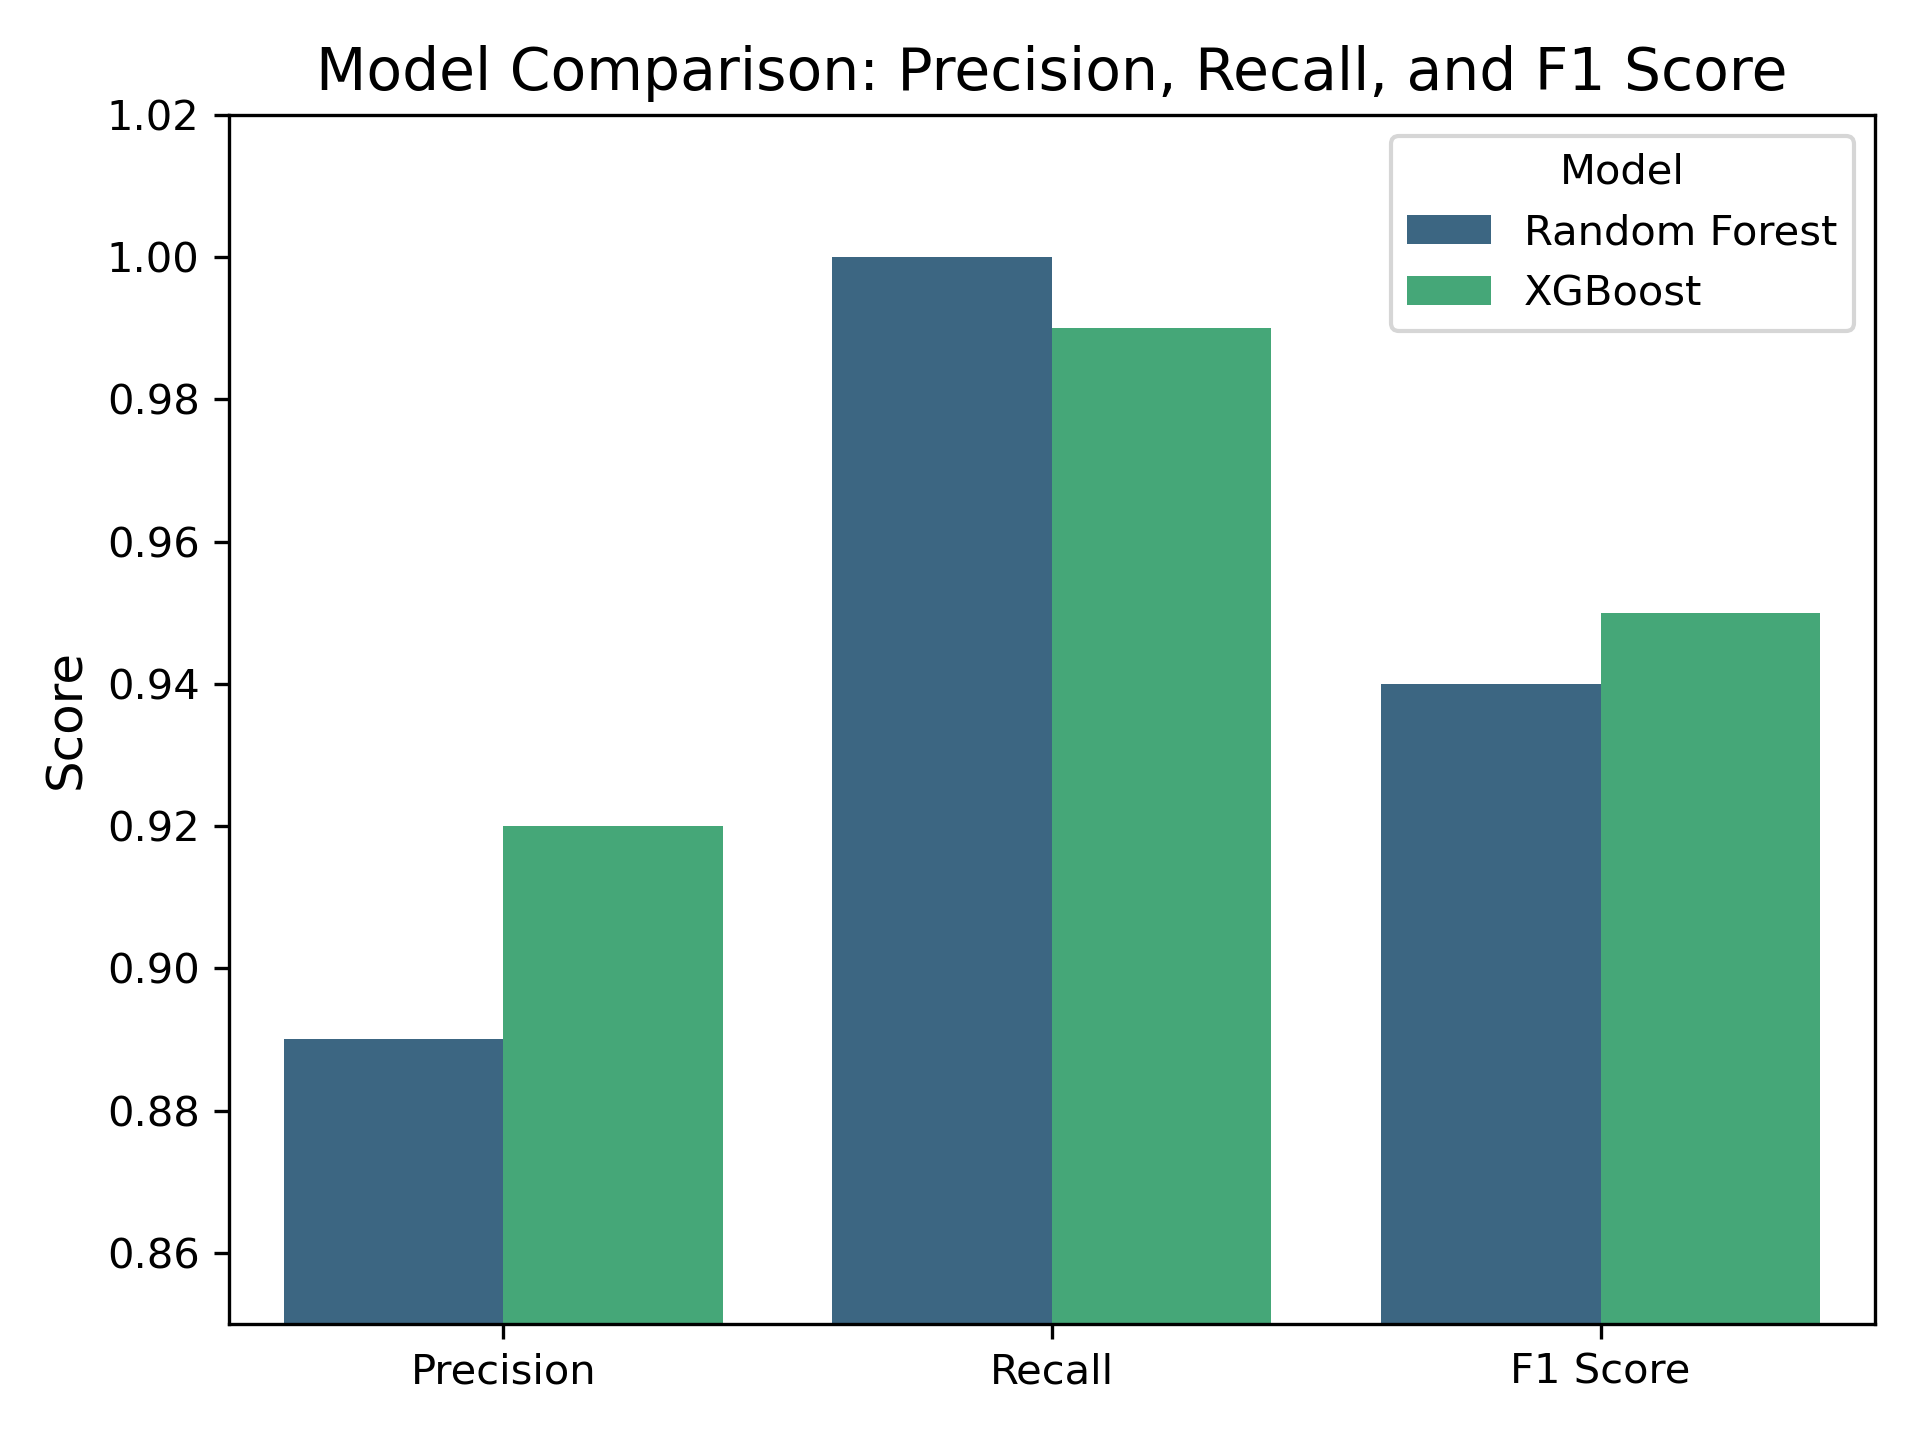 Model Comparison: Precision, Recall, and F1 Score
1.02
1.00
0.98
0.96
0.94
0.92
0.90
0.88
0.86
Score
Model
Random Forest
XGBoost
Precision
Recall
F1 Score